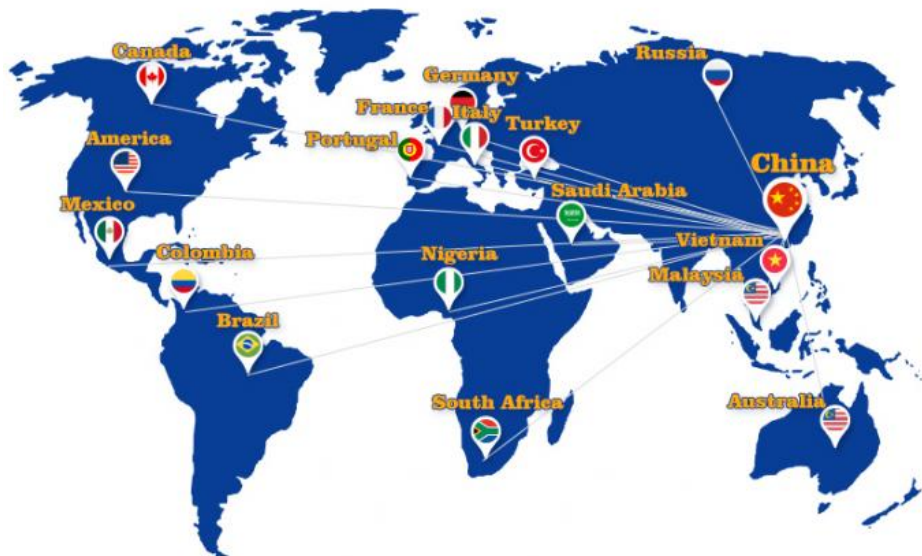 Canada
Russia
Germany
France
Italy
Turkey
Portugal
America
China
Saudi Arabia
Mexico
Vietnam
Colombia
Nigeria
Malaysia
Brazil
South Africa
Australia